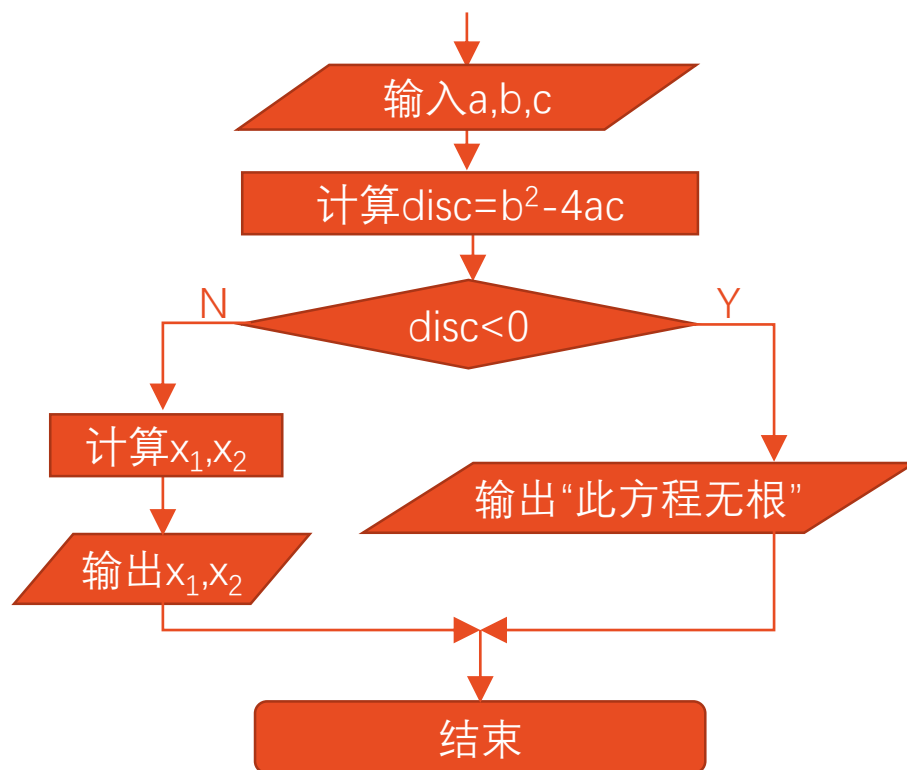 输入a,b,c
计算disc=b²-4ac
N
Y
disc<0
计算x₁,x₂
输出“此方程无根”
输出x₁,x₂
结束